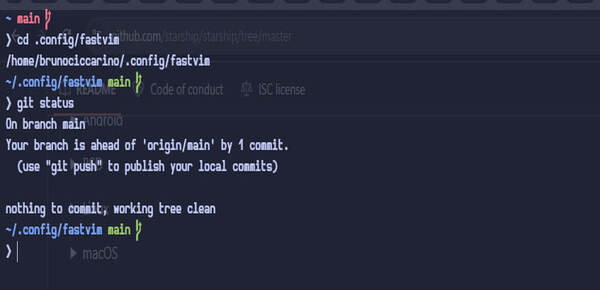 ~ main
github.com/starship/starship/tree/master
❯ cd .config/fastvim
/home/brunociccarino/.config/fastvim
~/.config/fastvim main
README Code of conduct ISC license
❯ git status
On branch main
Android
Your branch is ahead of 'origin/main' by 1 commit.
(use "git push" to publish your local commits)
nothing to commit, working tree clean
~/.config/fastvim main
❯
macOS